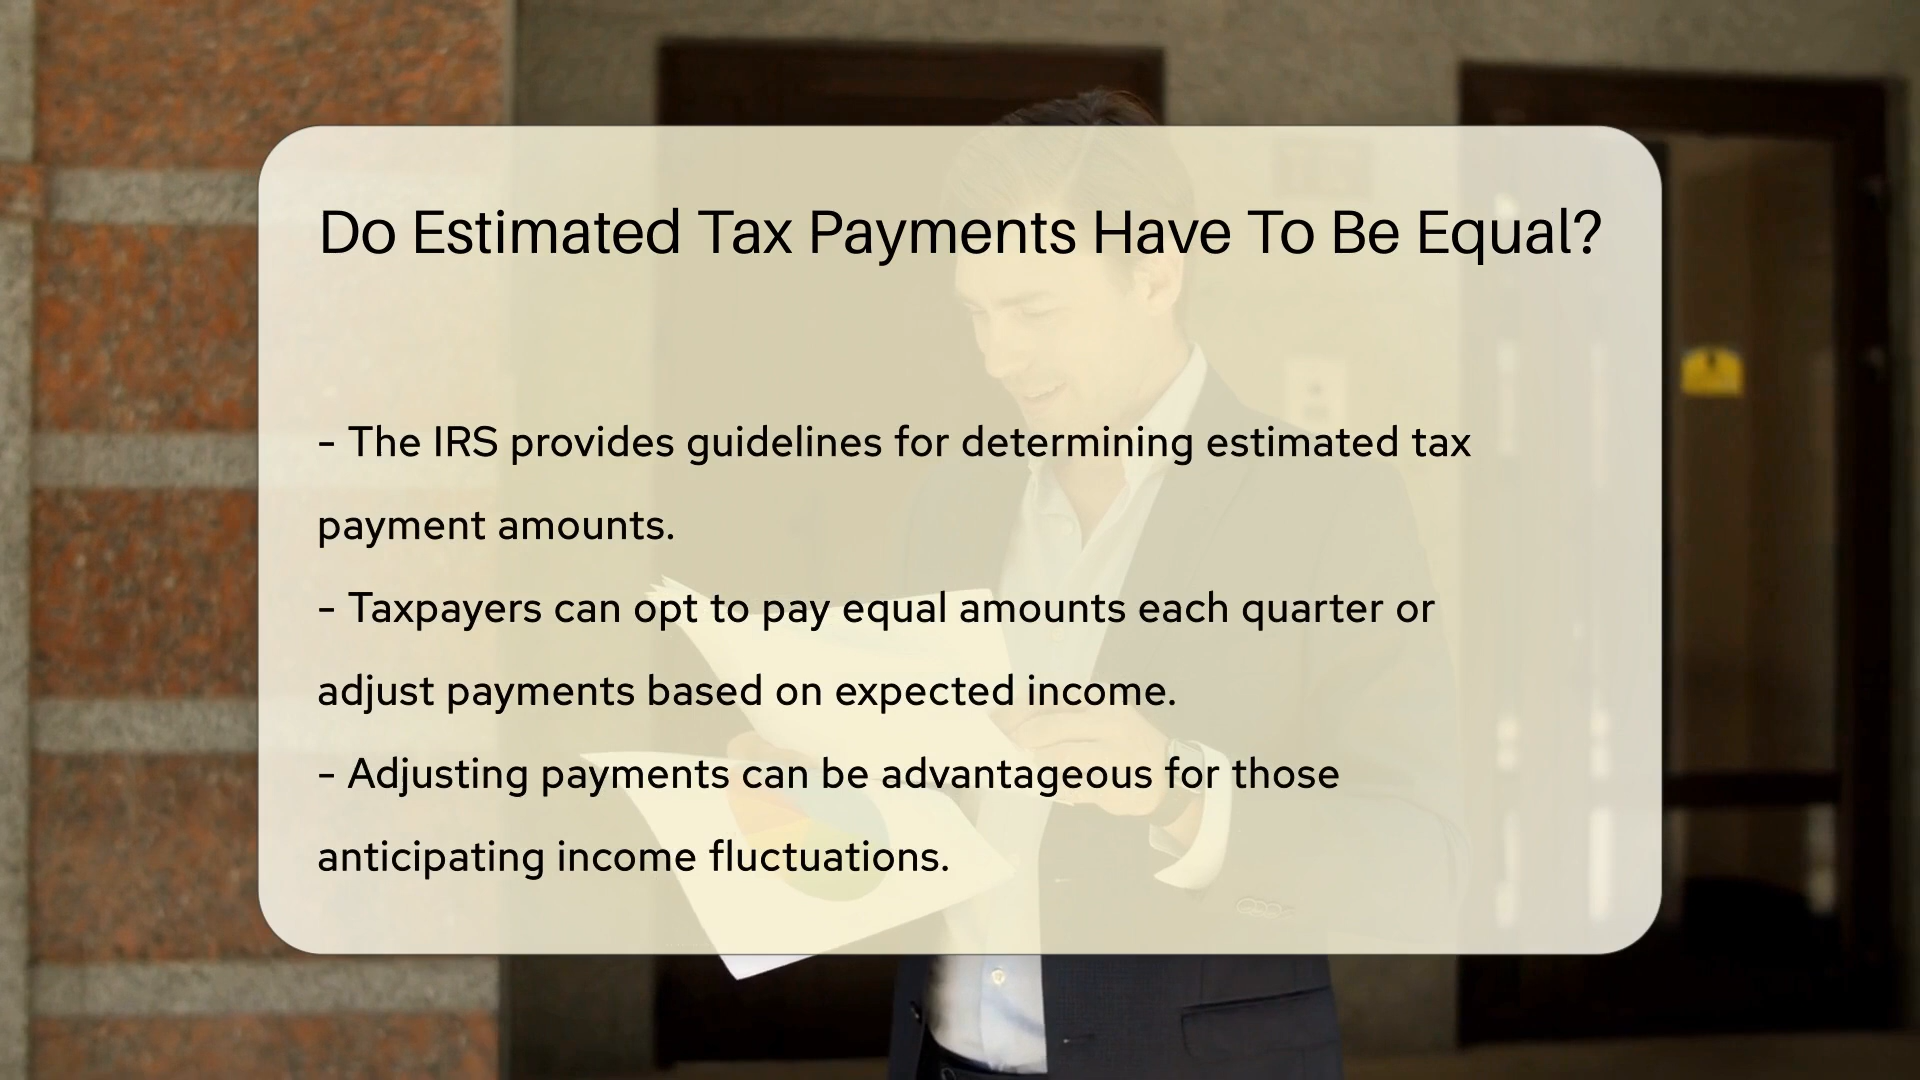 Do Estimated Tax Payments Have To Be Equal?
- The IRS provides guidelines for determining estimated tax
payment amounts.
- Taxpayers can opt to pay equal amounts each quarter or
adjust payments based on expected income.
- Adjusting payments can be advantageous for those
anticipating income fluctuations.